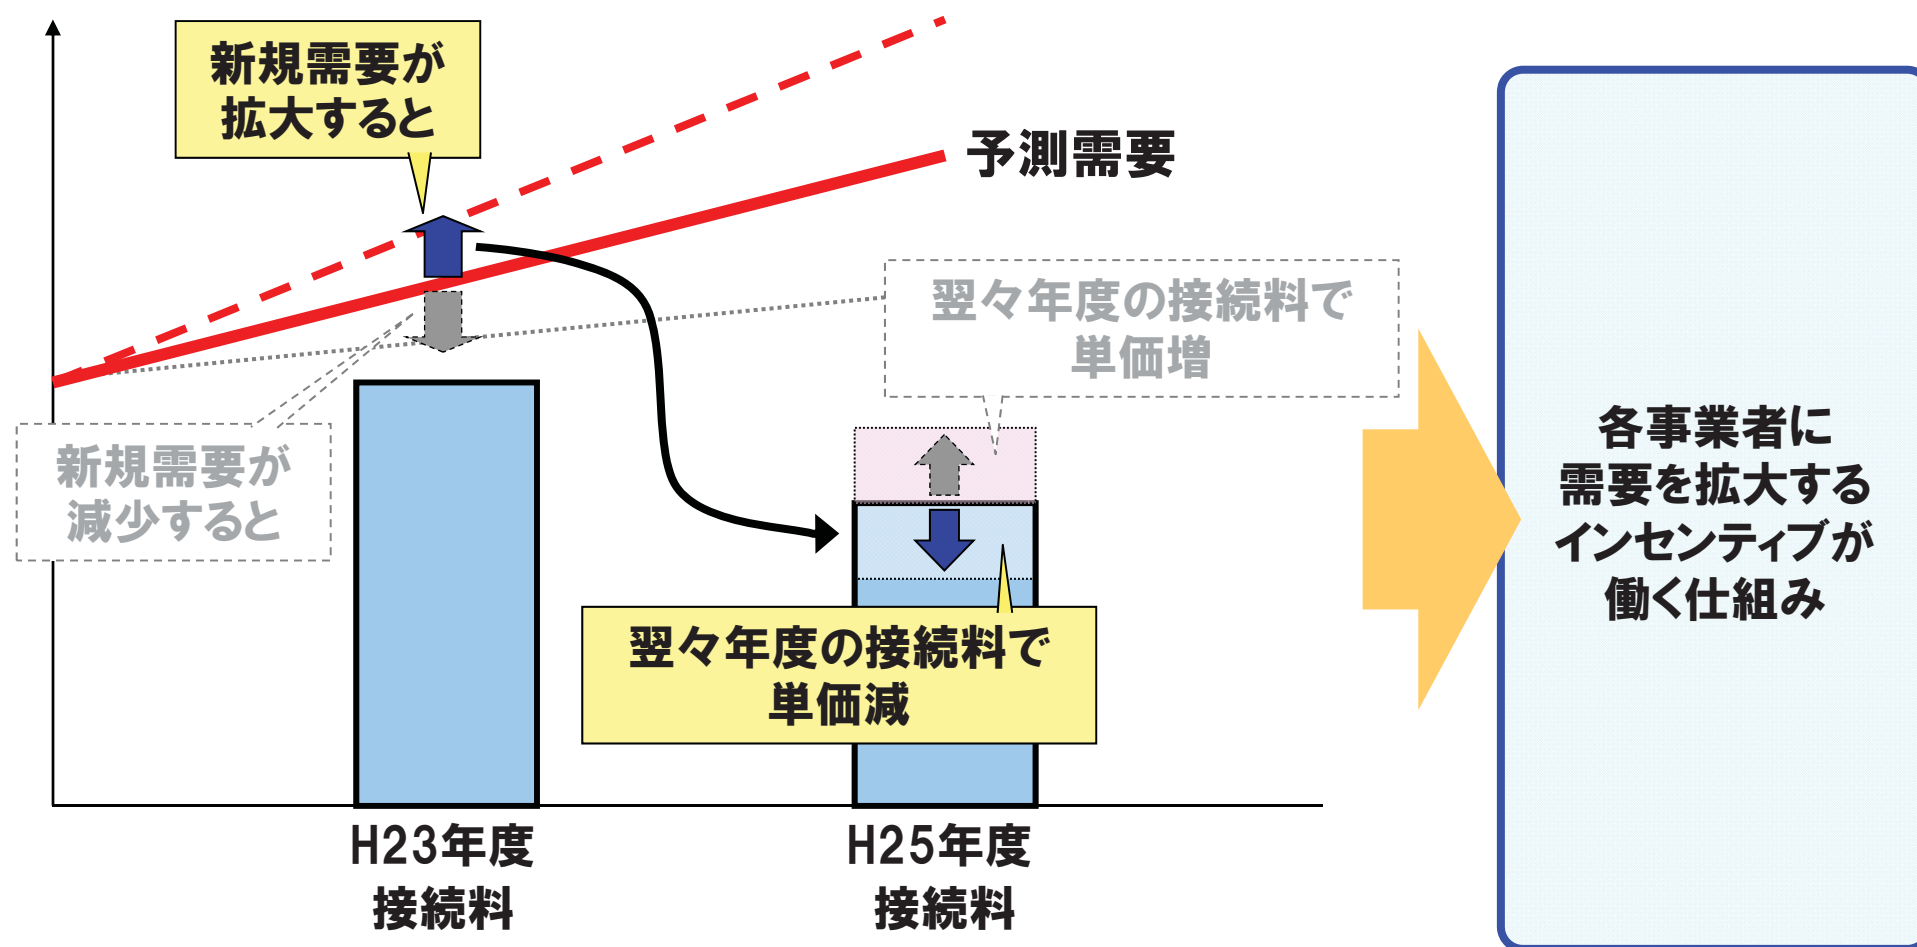 新規需要が
拡大すると
予測需要
翌々年度の接続料で
単価増
新規需要が
減少すると
翌々年度の接続料で
単価減
H23年度
接続料
H25年度
接続料
各事業者に
需要を拡大する
インセンティブが
働く仕組み